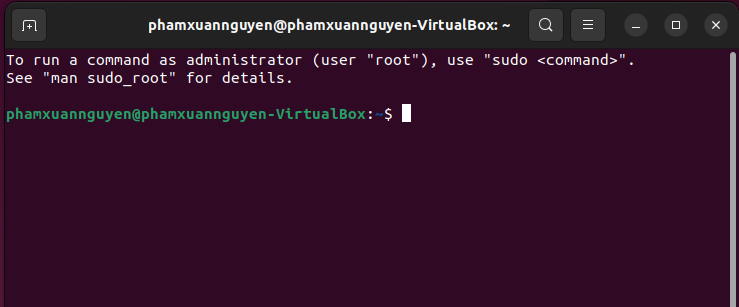 phamxuannguyen@phamxuannguyen-VirtualBox: ~
To run a command as administrator (user "root"), use "sudo <command>".
See "man sudo_root" for details.
phamxuannguyen@phamxuannguyen-VirtualBox:~$